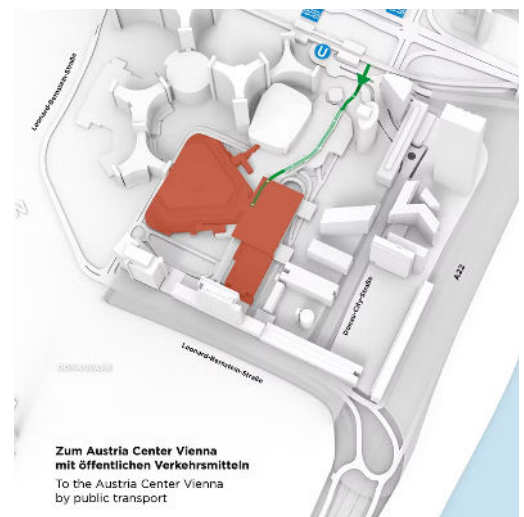 U
Leonard-Bernstein-Straße
A22
Donau-City-Straße
Leonard-Bernstein-Straße
DONAUPARK
Zum Austria Center Vienna
mit öffentlichen Verkehrsmitteln
To the Austria Center Vienna
by public transport